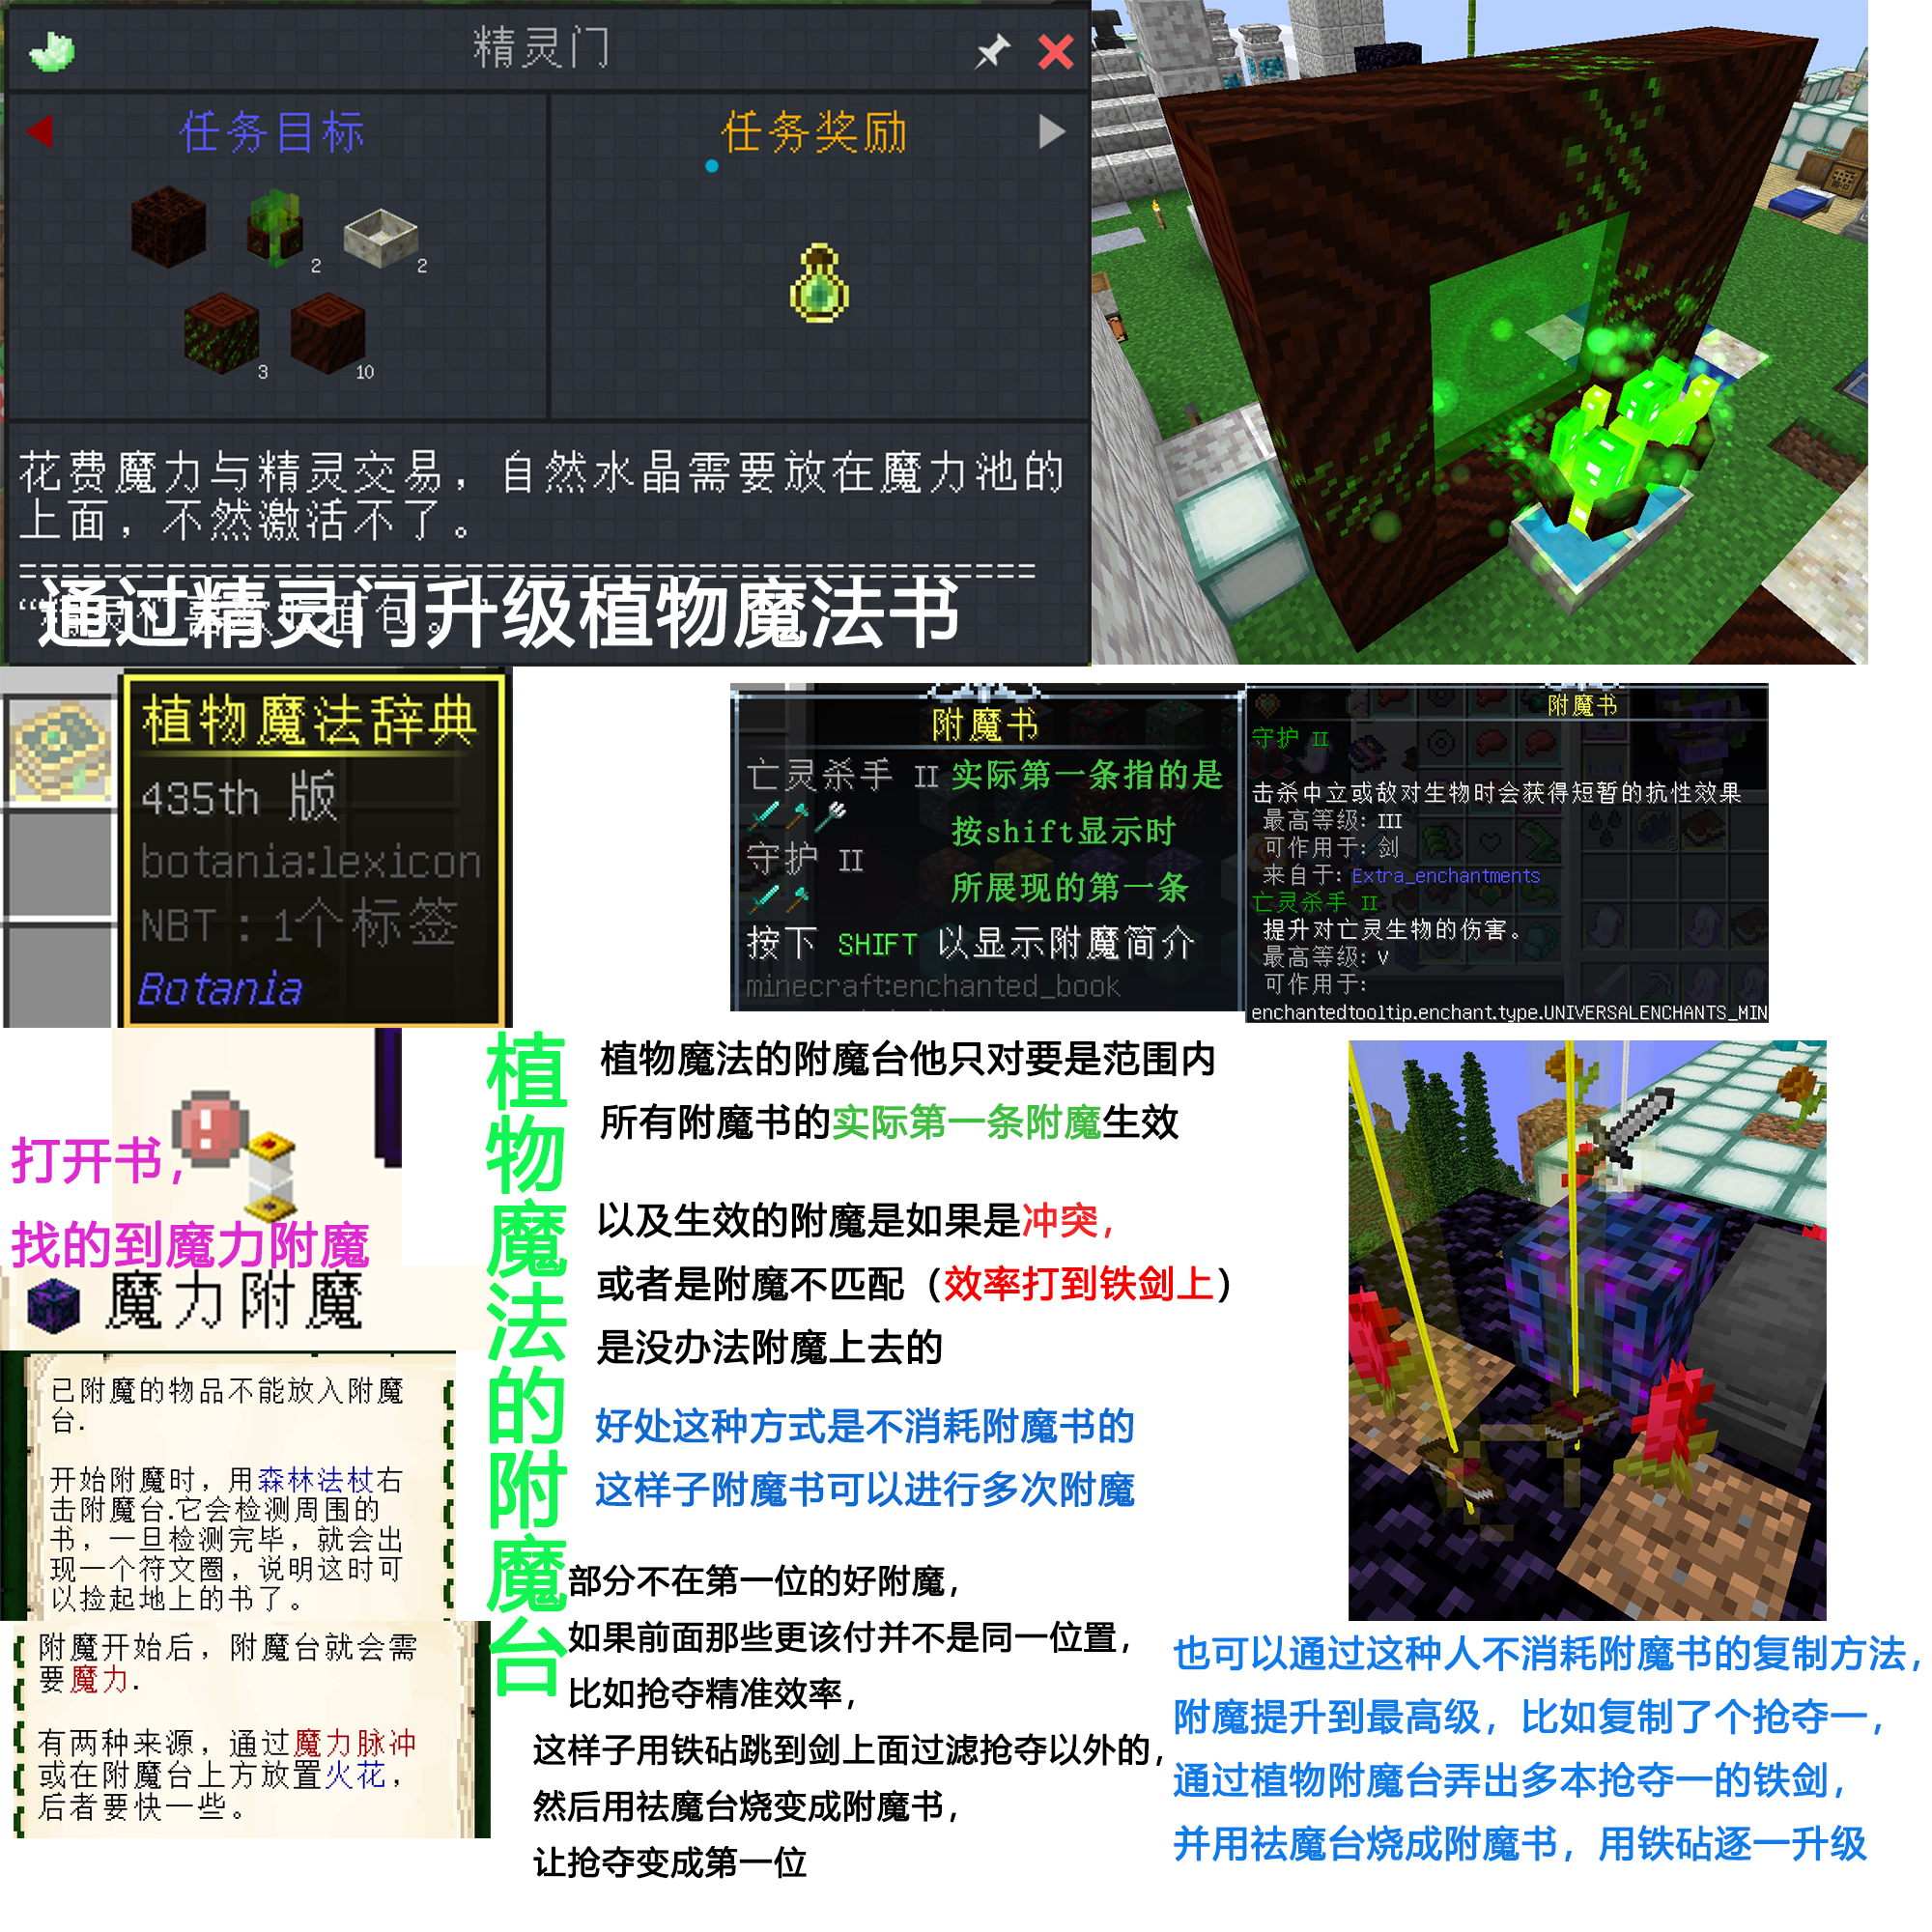 精灵门
任务目标
任务奖励
2
2
3
10
花费魔力与精灵交易，自然水晶需要放在魔力池的
上面，不然激活不了。
==================================================
通过精灵门升级植物魔法书
植物魔法辞典
435th 版
botania:lexicon
NBT：1个标签
Botania
附魔书
亡灵杀手 II
守护 II
按下 SHIFT 以显示附魔简介
minecraft:enchanted_book
实际第一条指的是
按shift显示时
所展现的第一条
附魔书
守护 II
击杀中立或敌对生物时会获得短暂的抗性效果
最高等级: III
可作用于: 剑
来自于: Extra_enchantments
亡灵杀手 II
提升对亡灵生物的伤害。
最高等级: V
可作用于:
enchantedtooltip.enchant.type.UNIVERSALENCHANTS_MIN
打开书，
找的到魔力附魔
魔力附魔
已附魔的物品不能放入附魔
台.
开始附魔时，用森林法杖右
击附魔台.它会检测周围的
书，一旦检测完毕，就会出
现一个符文圈，说明这时可
以捡起地上的书了。
附魔开始后，附魔台就会需
要魔力.
有两种来源，通过魔力脉冲
或在附魔台上方放置火花，
后者要快一些。
植物魔法的附魔台
植物魔法的附魔台他只对要是范围内
所有附魔书的实际第一条附魔生效
以及生效的附魔是如果是冲突，
或者是附魔不匹配（效率打到铁剑上）
是没办法附魔上去的
好处这种方式是不消耗附魔书的
这样子附魔书可以进行多次附魔
部分不在第一位的好附魔，
如果前面那些更该付并不是同一位置，
比如抢夺精准效率，
这样子用铁砧跳到剑上面过滤抢夺以外的，
然后用祛魔台烧变成附魔书，
让抢夺变成第一位
也可以通过这种人不消耗附魔书的复制方法，
附魔提升到最高级，比如复制了个抢夺一，
通过植物附魔台弄出多本抢夺一的铁剑，
并用祛魔台烧成附魔书，用铁砧逐一升级